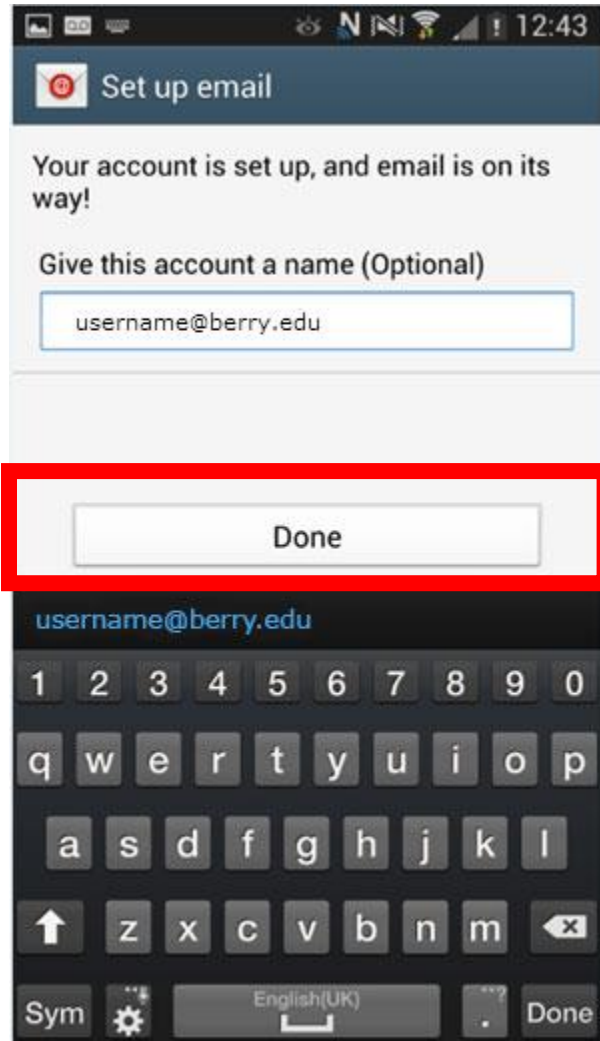 12:43
Set up email
Your account is set up, and email is on its
way!
Give this account a name (Optional)
username@berry.edu
Done
username@berry.edu
1 2 3 4 5 6 7 8 9 0
q w e r t y u i o p
a s d f g h j k l
z x c v b n m
Sym English(UK) . Done